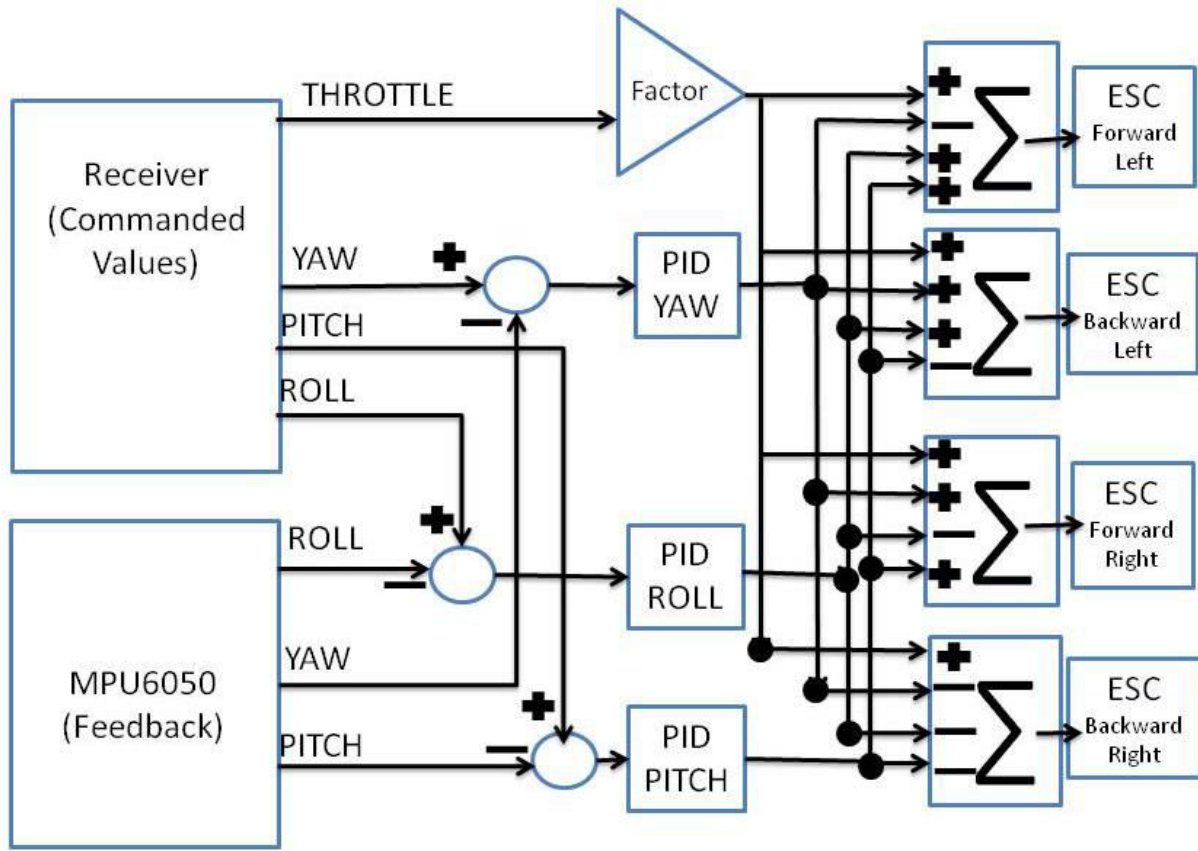 THROTTLE
Factor
Receiver
(Commanded
Values)
YAW
PITCH
ROLL
+
−
PID
YAW
+
−
+
+
∑
ESC
Forward
Left
+
+
+
−
∑
ESC
Backward
Left
MPU6050
(Feedback)
ROLL
YAW
PITCH
+
−
PID
ROLL
+
+
−
+
∑
ESC
Forward
Right
+
−
PID
PITCH
+
−
−
−
∑
ESC
Backward
Right